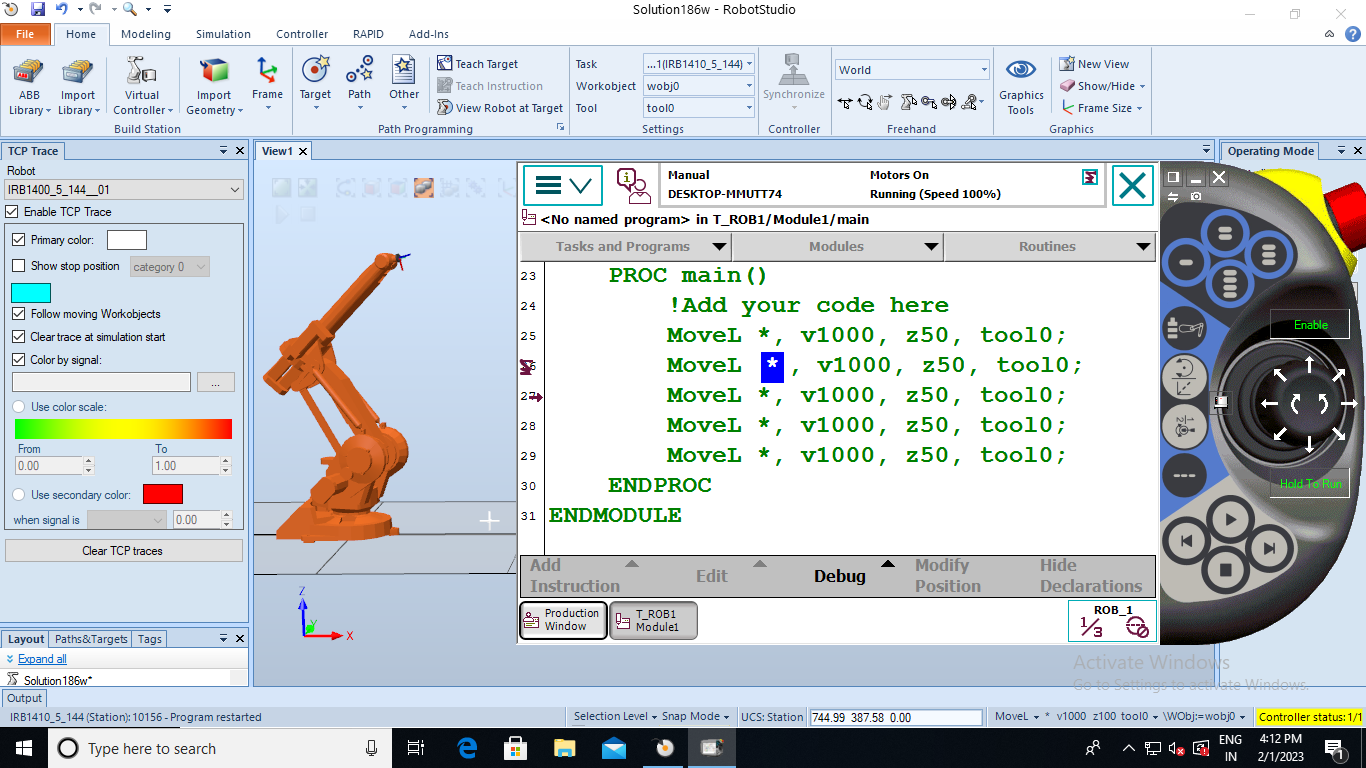 Solution186w - RobotStudio
File Home Modeling Simulation Controller RAPID Add-Ins
ABB Library
Import Library
Virtual Controller
Import Geometry
Frame
Build Station
Target
Path
Other
Teach Target
Teach Instruction
View Robot at Target
Path Programming
Task ...1(IRB1410_5_144)
Workobject wobj0
Tool tool0
Settings
Synchronize
Controller
World
Freehand
Graphics Tools
New View
Show/Hide
Frame Size
Graphics
TCP Trace
Robot
IRB1400_5_144__01
Enable TCP Trace
Primary color:
Show stop position category 0
Follow moving Workobjects
Clear trace at simulation start
Color by signal:
...
Use color scale:
From To
0.00 1.00
Use secondary color:
when signal is 0.00
Clear TCP traces
Layout Paths&Targets Tags
Expand all
Solution186w*
Output
View1
Operating Mode
Manual Motors On
DESKTOP-MMUTT74 Running (Speed 100%)
<No named program> in T_ROB1/Module1/main
Tasks and Programs Modules Routines
23 PROC main()
24 !Add your code here
25 MoveL *, v1000, z50, tool0;
MoveL *, v1000, z50, tool0;
27 MoveL *, v1000, z50, tool0;
28 MoveL *, v1000, z50, tool0;
29 MoveL *, v1000, z50, tool0;
30 ENDPROC
31 ENDMODULE
Add Instruction
Edit
Debug
Modify Position
Hide Declarations
Production Window
T_ROB1 Module1
ROB_1
1/3
Enable
Hold To Run
Z
Y
X
Activate Windows
Go to Settings to activate Windows.
IRB1410_5_144 (Station): 10156 - Program restarted
Selection Level Snap Mode UCS: Station 744.99 387.58 0.00 MoveL * v1000 z100 tool0 \WObj:=wobj0 Controller status: 1/1
Type here to search
ENG
IN
4:12 PM
2/1/2023
1